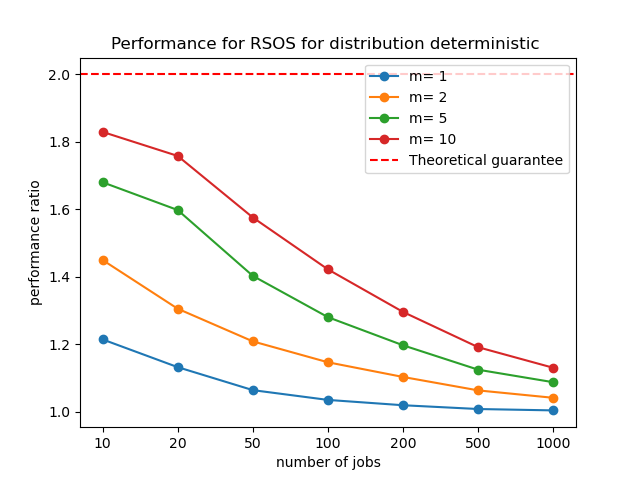 Performance for RSOS for distribution deterministic
2.0
1.8
1.6
1.4
1.2
1.0
performance ratio
m= 1
m= 2
m= 5
m= 10
Theoretical guarantee
10 20 50 100 200 500 1000
number of jobs